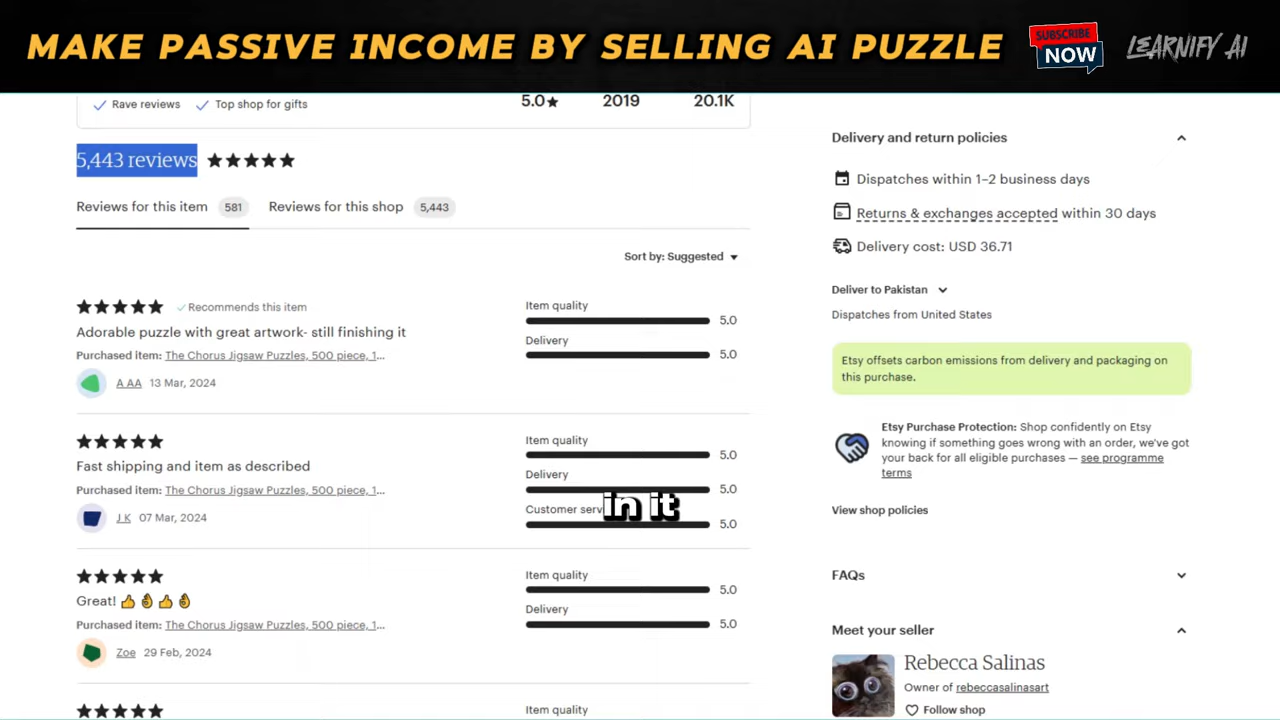 MAKE PASSIVE INCOME BY SELLING AI PUZZLE
SUBSCRIBE
NOW
LEARNIFY AI
Rave reviews
Top shop for gifts
5.0★
2019
20.1K
5,443 reviews ★★★★★
Reviews for this item 581
Reviews for this shop 5,443
Sort by: Suggested
★★★★★ Recommends this item
Adorable puzzle with great artwork- still finishing it
Purchased item: The Chorus Jigsaw Puzzles, 500 piece, 1...
A AA 13 Mar, 2024
Item quality
5.0
Delivery
5.0
★★★★★
Fast shipping and item as described
Purchased item: The Chorus Jigsaw Puzzles, 500 piece, 1...
J K 07 Mar, 2024
Item quality
5.0
Delivery
5.0
Customer serv
5.0
in it
★★★★★
Great! 👍👌👍👌
Purchased item: The Chorus Jigsaw Puzzles, 500 piece, 1...
Zoe 29 Feb, 2024
Item quality
5.0
Delivery
5.0
★★★★★
Item quality
5.0
Delivery and return policies
Dispatches within 1–2 business days
Returns & exchanges accepted within 30 days
Delivery cost: USD 36.71
Deliver to Pakistan
Dispatches from United States
Etsy offsets carbon emissions from delivery and packaging on
this purchase.
Etsy Purchase Protection: Shop confidently on Etsy
knowing if something goes wrong with an order, we've got
your back for all eligible purchases — see programme
terms
View shop policies
FAQs
Meet your seller
Rebecca Salinas
Owner of rebeccasalinasart
Follow shop